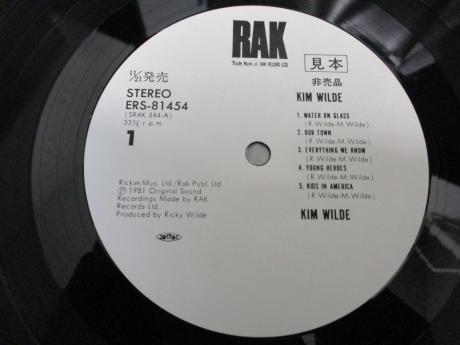 RAK
Trade Mark of RAK RECORDS LTD
見本
非売品
11/21発売
STEREO
ERS-81454
(SRAK 544-A)
33⅓ r.p.m.
1
KIM WILDE
1. WATER ON GLASS
(R.Wilde-M.Wilde)
2. OUR TOWN
(R.Wilde-M.Wilde)
3. EVERYTHING WE KNOW
(R.Wilde-M.Wilde)
4. YOUNG HEROES
(R.Wilde-M.Wilde)
5. KIDS IN AMERICA
(R.Wilde-M.Wilde)
KIM WILDE
Rickim Mus. Ltd/Rak Publ. Ltd.
Ⓟ 1981 Original Sound
Recordings Made by RAK
Records Ltd.
Produced by Ricky Wilde
JASRAC